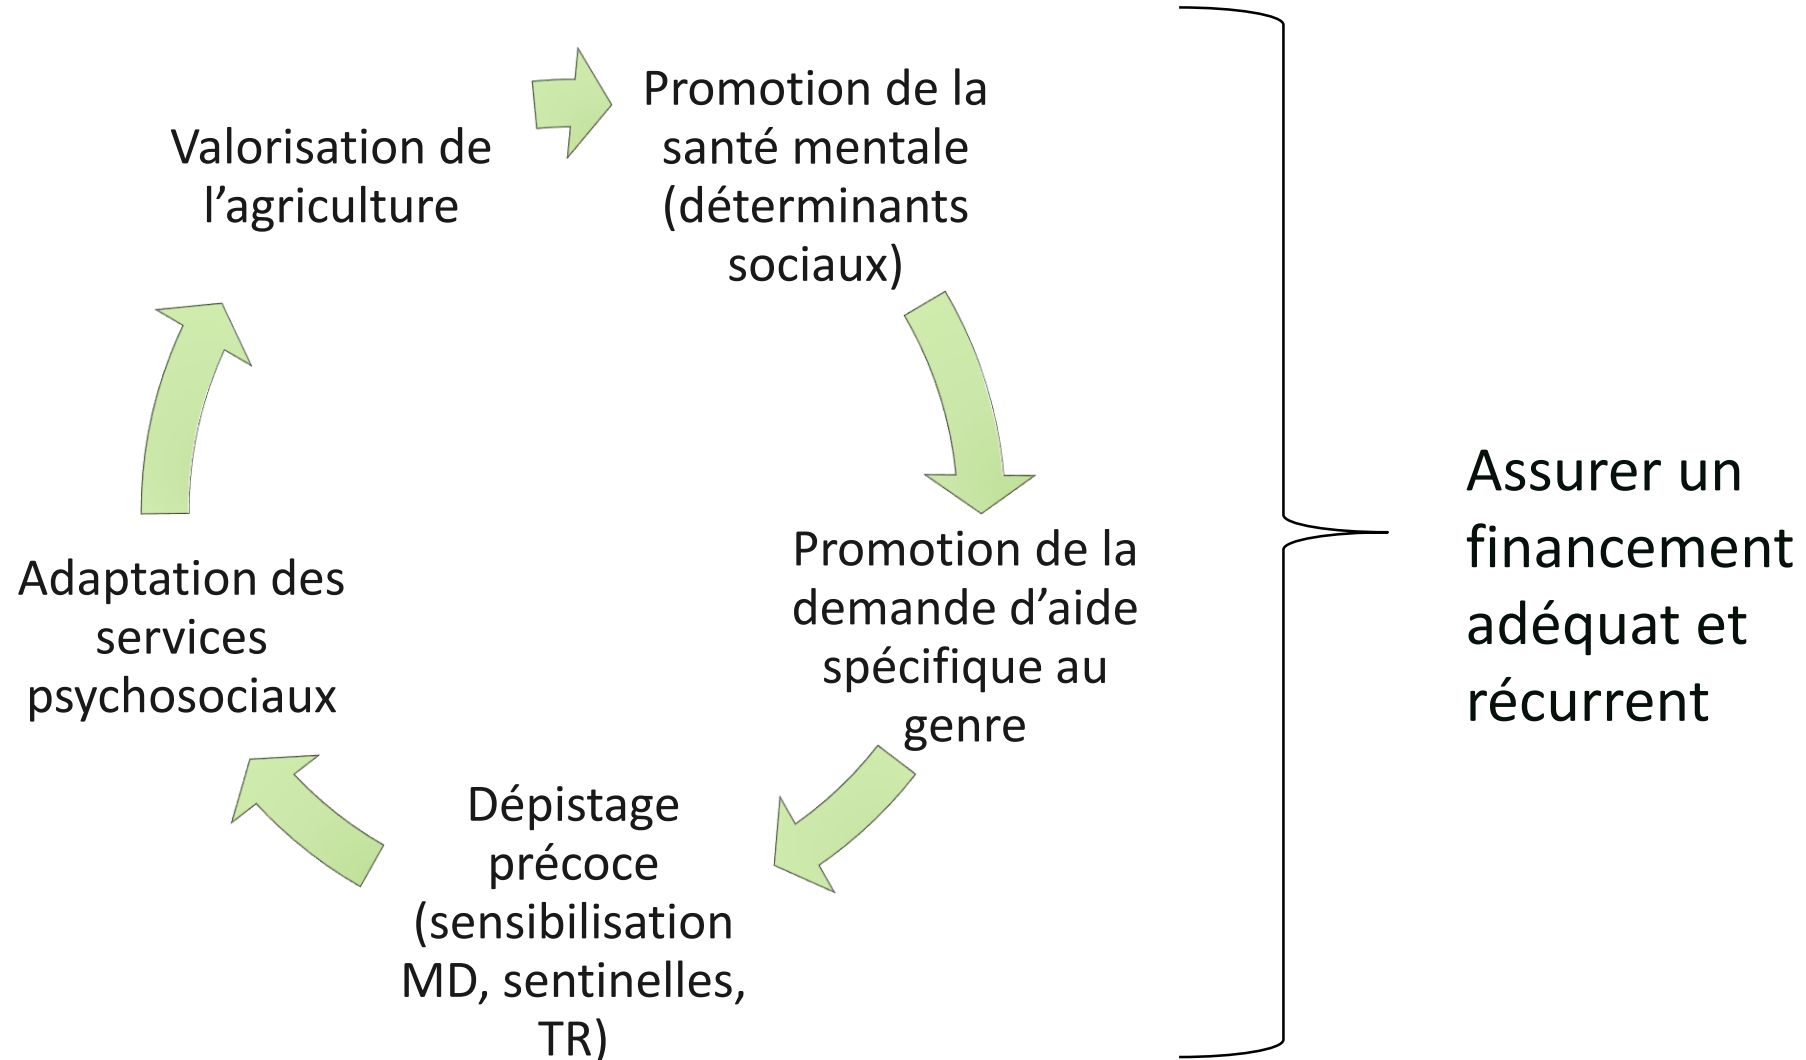 Valorisation de
l’agriculture
Promotion de la
santé mentale
(déterminants
sociaux)
Promotion de la
demande d’aide
spécifique au
genre
Dépistage
précoce
(sensibilisation
MD, sentinelles,
TR)
Adaptation des
services
psychosociaux
Assurer un
financement
adéquat et
récurrent